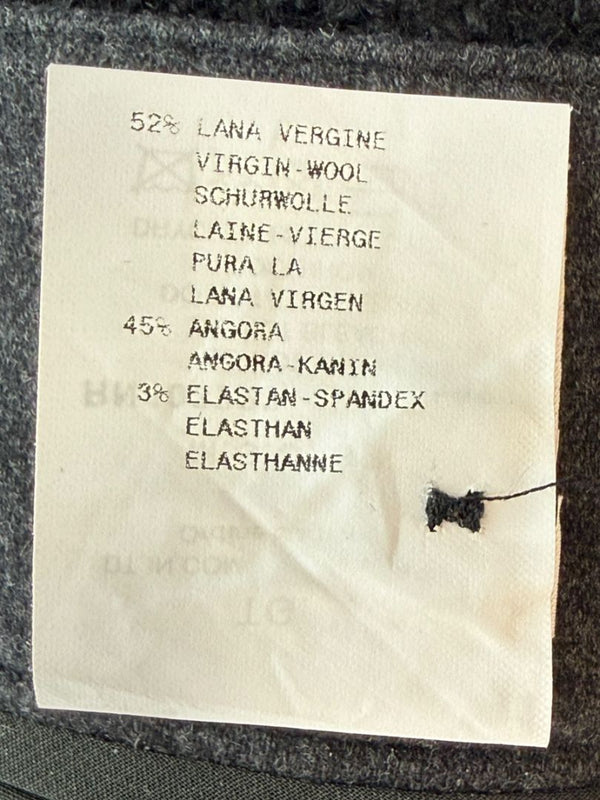 52% LANA VERGINE
VIRGIN-WOOL
SCHURWOLLE
LAINE-VIERGE
PURA LA
LANA VIRGEN
45% ANGORA
ANGORA-KANIN
3% ELASTAN-SPANDEX
ELASTHAN
ELASTHANNE